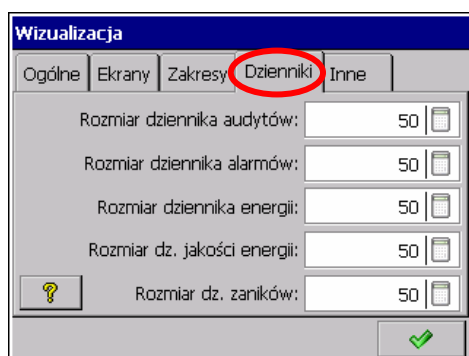 Wizualizacja
Ogólne Ekrany Zakresy Dzienniki Inne
Rozmiar dziennika audytów: 50
Rozmiar dziennika alarmów: 50
Rozmiar dziennika energii: 50
Rozmiar dz. jakości energii: 50
? Rozmiar dz. zaników: 50